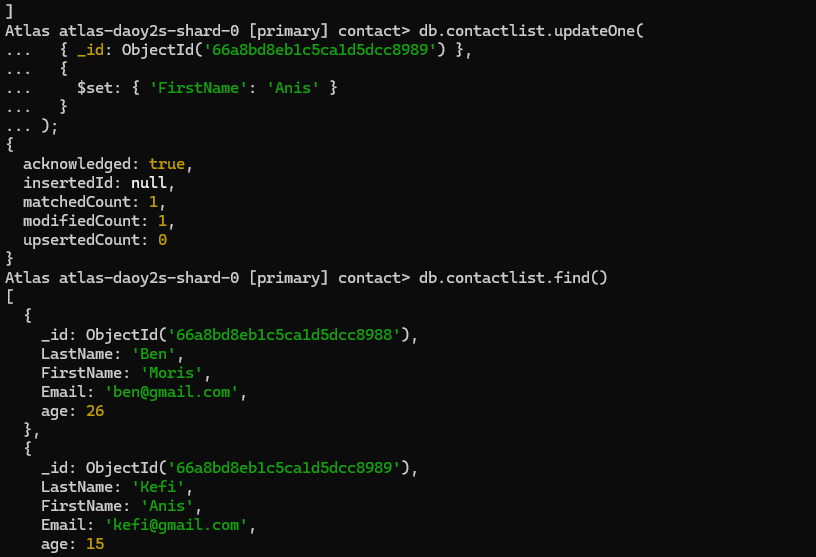 ]
Atlas atlas-daoy2s-shard-0 [primary] contact> db.contactlist.updateOne(
...   { _id: ObjectId('66a8bd8eb1c5ca1d5dcc8989') },
...   {
...     $set: { 'FirstName': 'Anis' }
...   }
... );
{
  acknowledged: true,
  insertedId: null,
  matchedCount: 1,
  modifiedCount: 1,
  upsertedCount: 0
}
Atlas atlas-daoy2s-shard-0 [primary] contact> db.contactlist.find()
[
  {
    _id: ObjectId('66a8bd8eb1c5ca1d5dcc8988'),
    LastName: 'Ben',
    FirstName: 'Moris',
    Email: 'ben@gmail.com',
    age: 26
  },
  {
    _id: ObjectId('66a8bd8eb1c5ca1d5dcc8989'),
    LastName: 'Kefi',
    FirstName: 'Anis',
    Email: 'kefi@gmail.com',
    age: 15